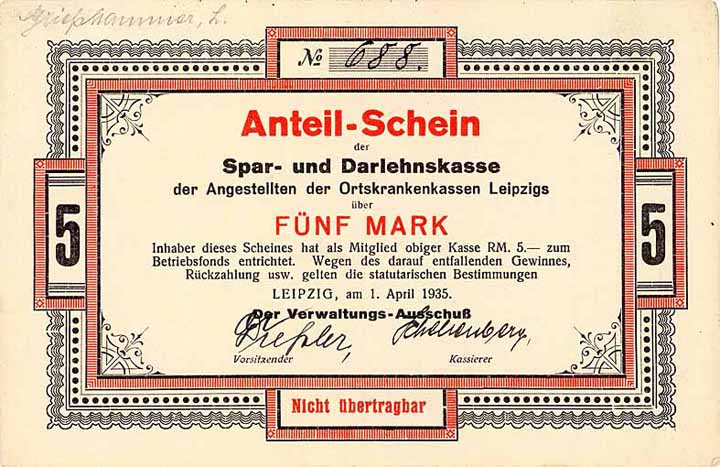 № 688.
Anteil-Schein
der
Spar- und Darlehnskasse
der Angestellten der Ortskrankenkassen Leipzigs
über
FÜNF MARK
5
5
Inhaber dieses Scheines hat als Mitglied obiger Kasse RM. 5.— zum
Betriebsfonds entrichtet. Wegen des darauf entfallenden Gewinnes,
Rückzahlung usw. gelten die statutarischen Bestimmungen
LEIPZIG, am 1. April 1935.
Der Verwaltungs-Ausschuß
Vorsitzender Kassierer
Nicht übertragbar